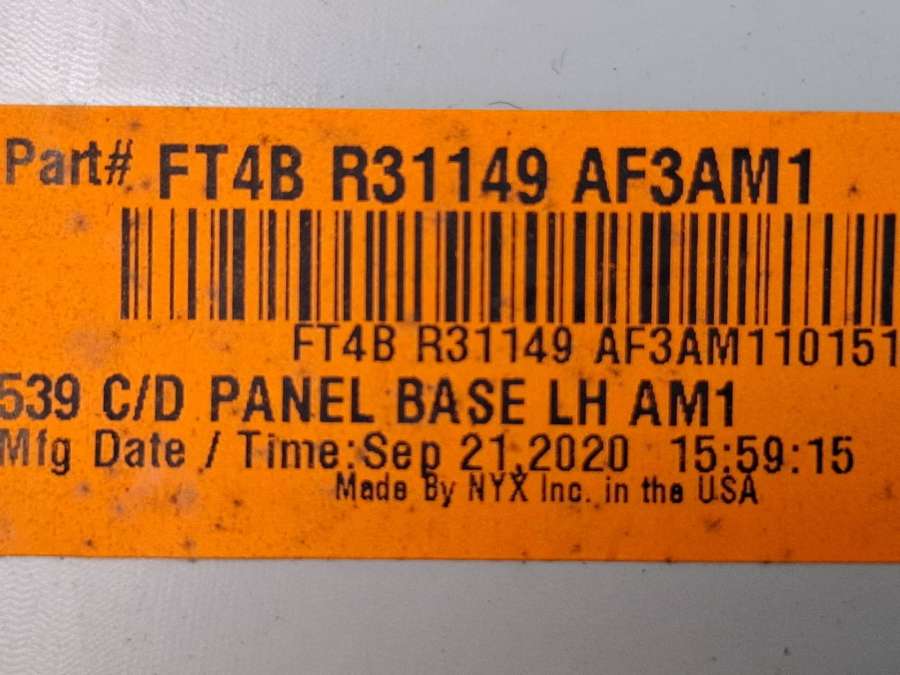 Part# FT4B R31149 AF3AM1
FT4B R31149 AF3AM110151
539 C/D PANEL BASE LH AM1
Mfg Date / Time:Sep 21,2020 15:59:15
Made By NYX Inc. in the USA